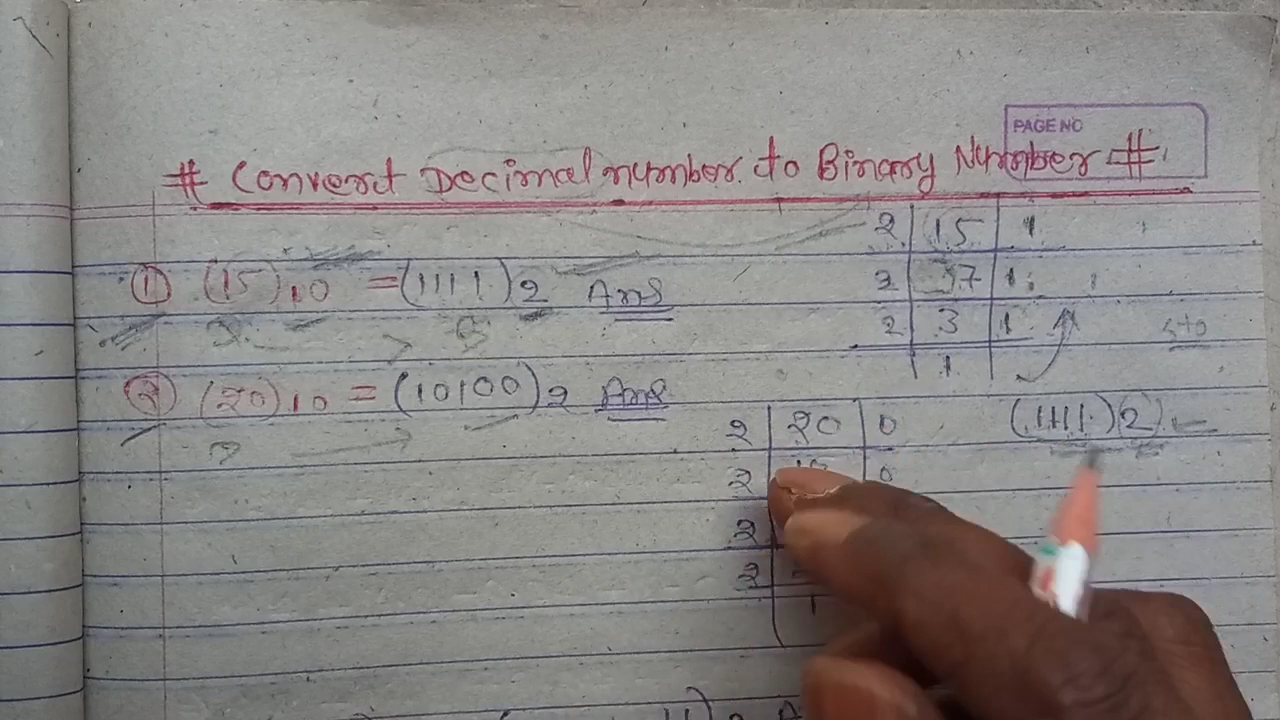 PAGE NO
# Convert Decimal number to Binary Number #
① (15)10 = (1111)2 Ans
2 15 1
2 7 1
2 3 1
1
② (20)10 = (10100)2 Ans
(1111)2
2 20 0
2 10 0
2
2
1